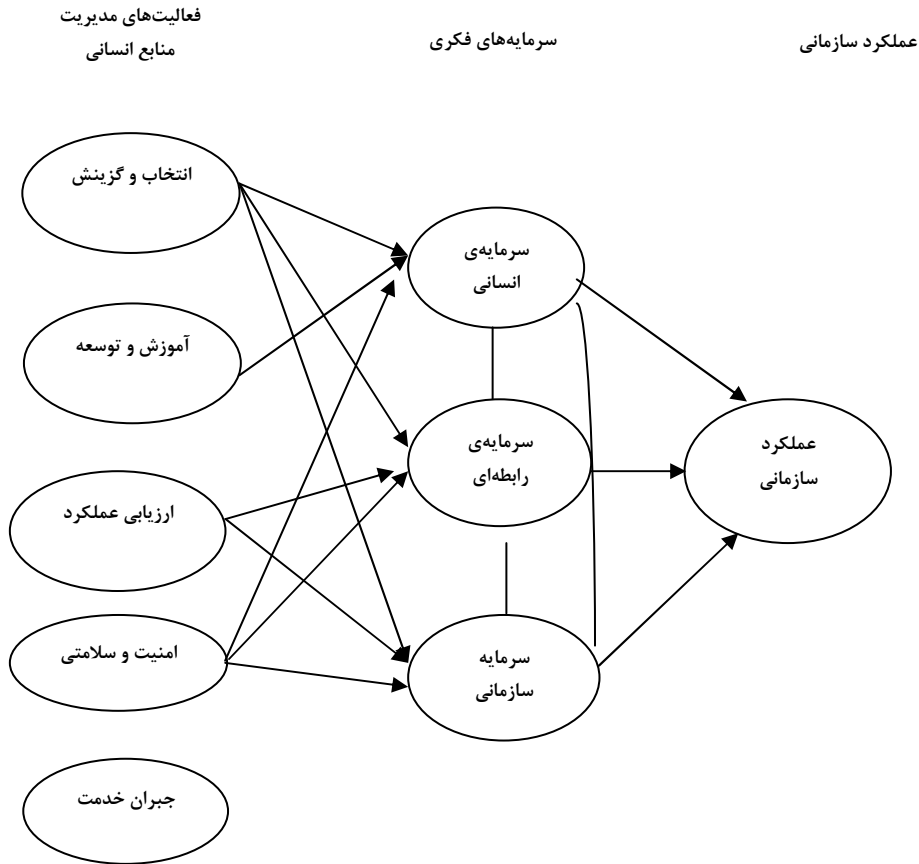 فعالیت‌های مدیریت
منابع انسانی
سرمایه‌های فکری
عملکرد سازمانی
انتخاب و گزینش
آموزش و توسعه
ارزیابی عملکرد
امنیت و سلامتی
جبران خدمت
سرمایه‌ی
انسانی
سرمایه‌ی
رابطه‌ای
سرمایه
سازمانی
عملکرد
سازمانی